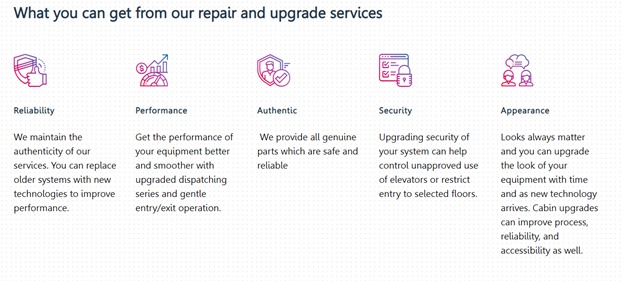 What you can get from our repair and upgrade services
Reliability
We maintain the
authenticity of our
services. You can replace
older systems with new
technologies to improve
performance.
Performance
Get the performance of
your equipment better
and smoother with
upgraded dispatching
series and gentle
entry/exit operation.
Authentic
We provide all genuine
parts which are safe and
reliable
Security
Upgrading security of
your system can help
control unapproved use
of elevators or restrict
entry to selected floors.
Appearance
Looks always matter
and you can upgrade
the look of your
equipment with time
and as new technology
arrives. Cabin upgrades
can improve process,
reliability, and
accessibility as well.